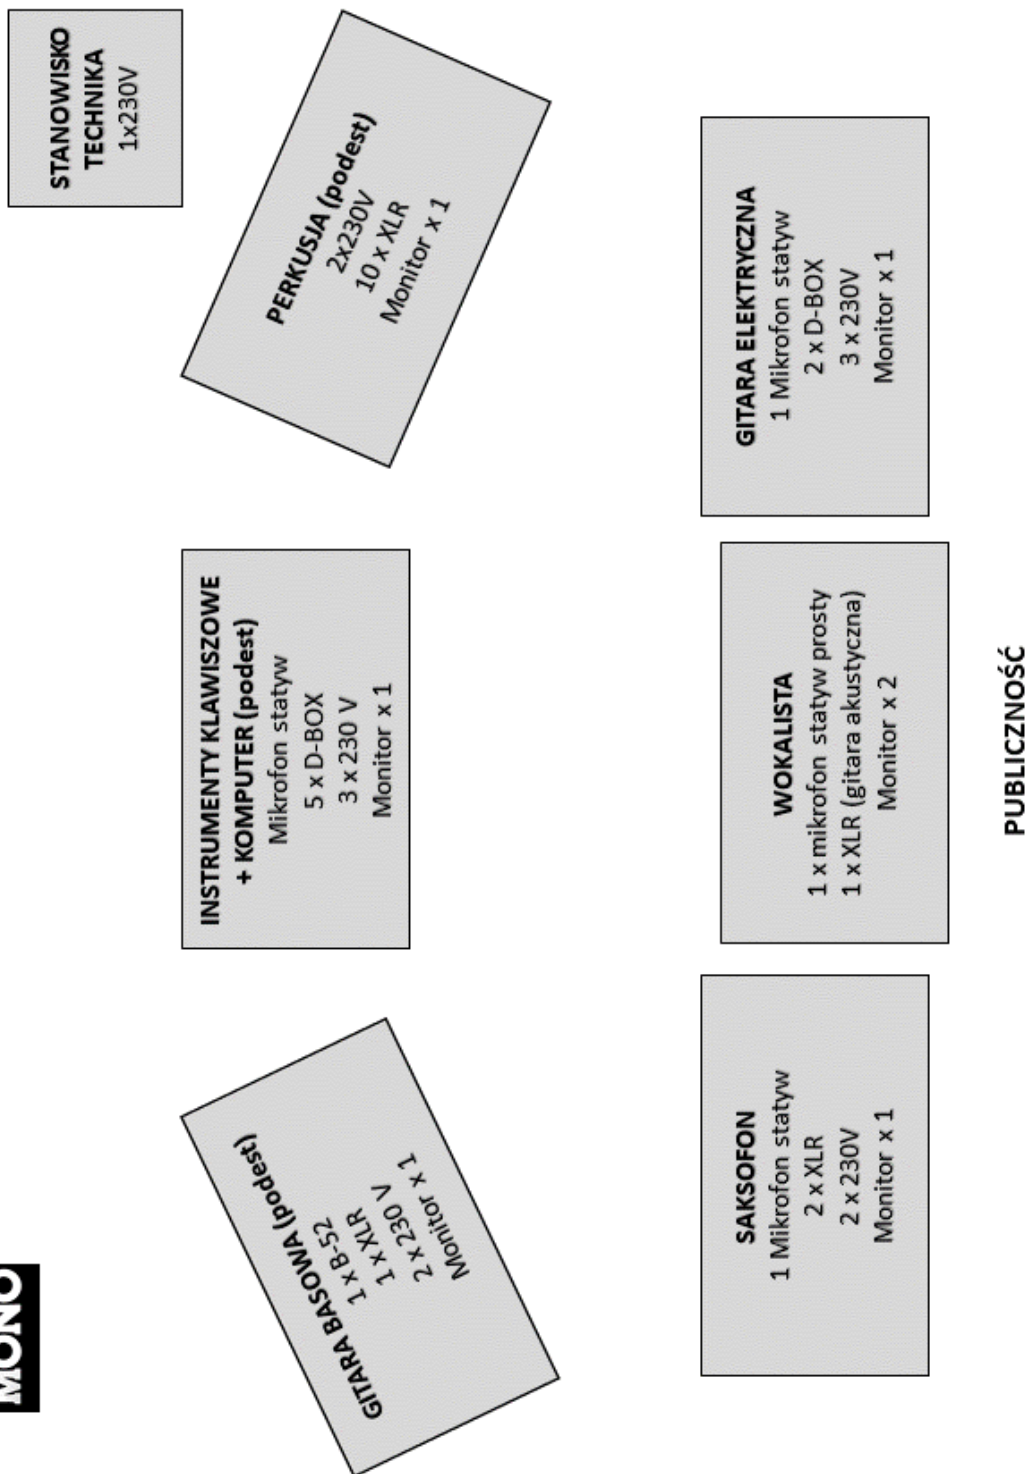 MONO
STANOWISKO
TECHNIKA
1x230V
GITARA BASOWA (podest)
1 x B-52
1 x XLR
2 x 230 V
Monitor x 1
INSTRUMENTY KLAWISZOWE
+ KOMPUTER (podest)
Mikrofon statyw
5 x D-BOX
3 x 230 V
Monitor x 1
PERKUSJA (podest)
2x230V
10 x XLR
Monitor x 1
SAKSOFON
1 Mikrofon statyw
2 x XLR
2 x 230V
Monitor x 1
WOKALISTA
1 x mikrofon statyw prosty
1 x XLR (gitara akustyczna)
Monitor x 2
GITARA ELEKTRYCZNA
1 Mikrofon statyw
2 x D-BOX
3 x 230V
Monitor x 1
PUBLICZNOŚĆ